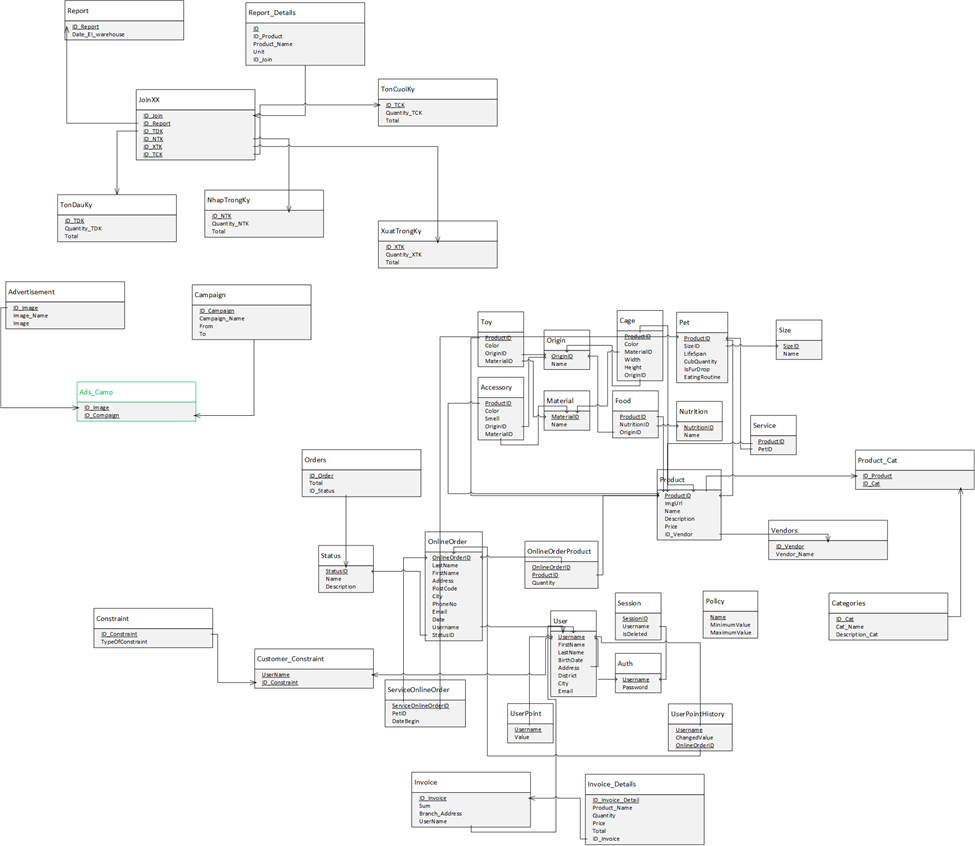 Report
ID_Report
Date_EI_warehouse
Report_Details
ID
ID_Product
Product_Name
Unit
ID_Join
JoinXX
ID_Join
ID_Report
ID_TDK
ID_NTK
ID_XTK
ID_TCK
TonCuoiKy
ID_TCK
Quantity_TCK
Total
TonDauKy
ID_TDK
Quantity_TDK
Total
NhapTrongKy
ID_NTK
Quantity_NTK
Total
XuatTrongKy
ID_XTK
Quantity_XTK
Total
Advertisement
ID_Image
Image_Name
Image
Campaign
ID_Campaign
Campaign_Name
From
To
Ads_Camp
ID_Image
ID_Compaign
Toy
ProductID
Color
OriginID
MaterialID
Origin
OriginID
Name
Cage
ProductID
Color
MaterialID
Width
Height
OriginID
Pet
ProductID
SizeID
LifeSpan
CubQuantity
IsFurDrop
EatingRoutine
Size
SizeID
Name
Accessory
ProductID
Color
Smell
OriginID
MaterialID
Material
MaterialID
Name
Food
ProductID
NutritionID
OriginID
Nutrition
NutritionID
Name
Service
ProductID
PetID
Product_Cat
ID_Product
ID_Cat
Orders
ID_Order
Total
ID_Status
Product
ProductID
ImgUrl
Name
Description
Price
ID_Vendor
Vendors
ID_Vendor
Vendor_Name
Status
StatusID
Name
Description
OnlineOrder
OnlineOrderID
LastName
FirstName
Address
PostCode
City
PhoneNo
Email
Date
Username
StatusID
OnlineOrderProduct
OnlineOrderID
ProductID
Quantity
Constraint
ID_Constraint
TypeOfConstraint
User
Username
FirstName
LastName
BirthDate
Address
District
City
Email
Session
SessionID
Username
IsDeleted
Policy
Name
MinimumValue
MaximumValue
Categories
ID_Cat
Cat_Name
Description_Cat
Customer_Constraint
UserName
ID_Constraint
Auth
Username
Password
ServiceOnlineOrder
ServiceOnlineOrderID
PetID
DateBegin
UserPoint
Username
Value
UserPointHistory
Username
ChangedValue
OnlineOrderID
Invoice
ID_Invoice
Sum
Branch_Address
UserName
Invoice_Details
ID_Invoice_Detail
Product_Name
Quantity
Price
Total
ID_Invoice